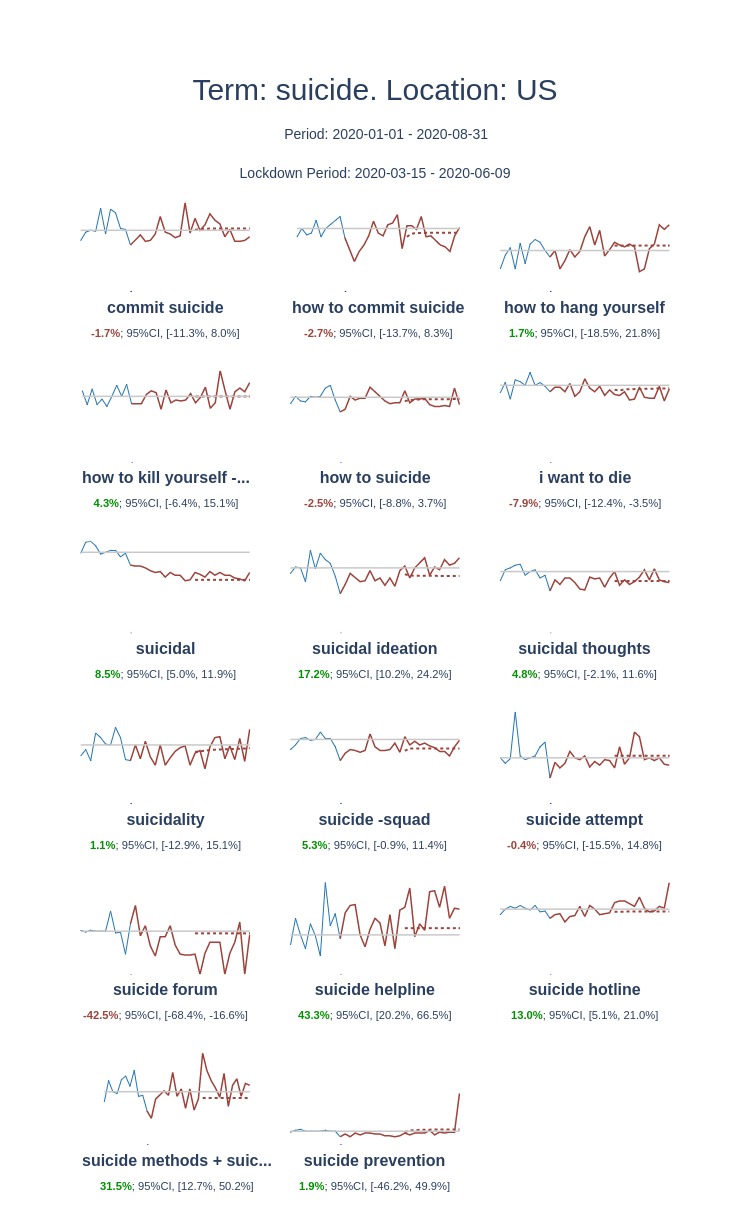 Term: suicide. Location: US
Period: 2020-01-01 - 2020-08-31
Lockdown Period: 2020-03-15 - 2020-06-09
commit suicide
-1.7%; 95%CI, [-11.3%, 8.0%]
how to commit suicide
-2.7%; 95%CI, [-13.7%, 8.3%]
how to hang yourself
1.7%; 95%CI, [-18.5%, 21.8%]
how to kill yourself -...
4.3%; 95%CI, [-6.4%, 15.1%]
how to suicide
-2.5%; 95%CI, [-8.8%, 3.7%]
i want to die
-7.9%; 95%CI, [-12.4%, -3.5%]
suicidal
8.5%; 95%CI, [5.0%, 11.9%]
suicidal ideation
17.2%; 95%CI, [10.2%, 24.2%]
suicidal thoughts
4.8%; 95%CI, [-2.1%, 11.6%]
suicidality
1.1%; 95%CI, [-12.9%, 15.1%]
suicide -squad
5.3%; 95%CI, [-0.9%, 11.4%]
suicide attempt
-0.4%; 95%CI, [-15.5%, 14.8%]
suicide forum
-42.5%; 95%CI, [-68.4%, -16.6%]
suicide helpline
43.3%; 95%CI, [20.2%, 66.5%]
suicide hotline
13.0%; 95%CI, [5.1%, 21.0%]
suicide methods + suic...
31.5%; 95%CI, [12.7%, 50.2%]
suicide prevention
1.9%; 95%CI, [-46.2%, 49.9%]